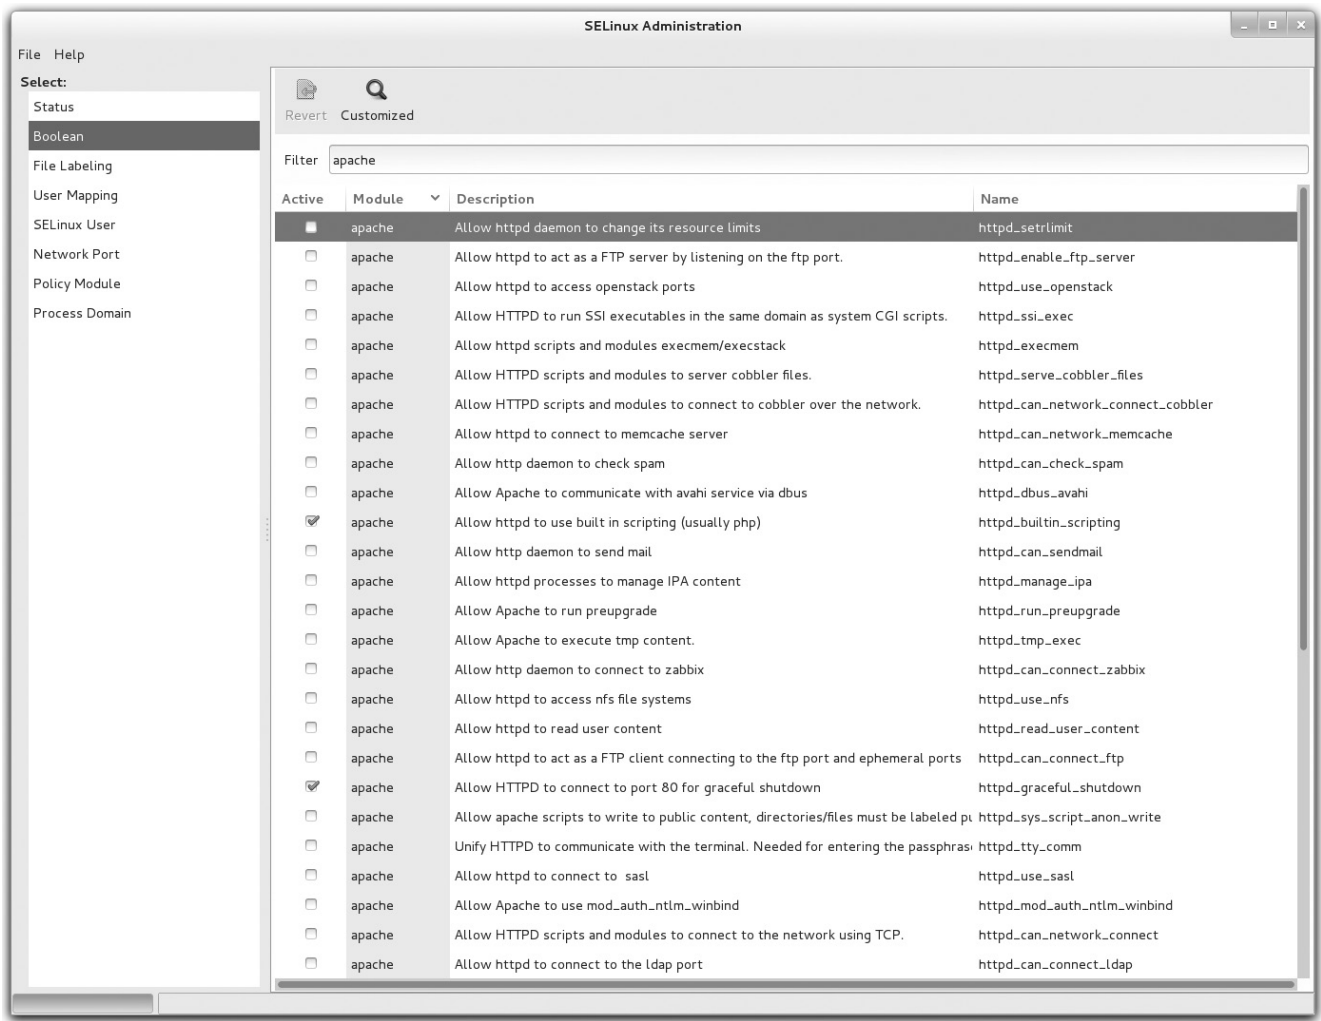 SELinux Administration
File Help
Select:
Status
Boolean
File Labeling
User Mapping
SELinux User
Network Port
Policy Module
Process Domain
Revert Customized
Filter apache
Active Module Description Name
apache Allow httpd daemon to change its resource limits httpd_setrlimit
apache Allow httpd to act as a FTP server by listening on the ftp port. httpd_enable_ftp_server
apache Allow httpd to access openstack ports httpd_use_openstack
apache Allow HTTPD to run SSI executables in the same domain as system CGI scripts. httpd_ssi_exec
apache Allow httpd scripts and modules execmem/execstack httpd_execmem
apache Allow HTTPD scripts and modules to server cobbler files. httpd_serve_cobbler_files
apache Allow HTTPD scripts and modules to connect to cobbler over the network. httpd_can_network_connect_cobbler
apache Allow httpd to connect to memcache server httpd_can_network_memcache
apache Allow http daemon to check spam httpd_can_check_spam
apache Allow Apache to communicate with avahi service via dbus httpd_dbus_avahi
apache Allow httpd to use built in scripting (usually php) httpd_builtin_scripting
apache Allow http daemon to send mail httpd_can_sendmail
apache Allow httpd processes to manage IPA content httpd_manage_ipa
apache Allow Apache to run preupgrade httpd_run_preupgrade
apache Allow Apache to execute tmp content. httpd_tmp_exec
apache Allow http daemon to connect to zabbix httpd_can_connect_zabbix
apache Allow httpd to access nfs file systems httpd_use_nfs
apache Allow httpd to read user content httpd_read_user_content
apache Allow httpd to act as a FTP client connecting to the ftp port and ephemeral ports httpd_can_connect_ftp
apache Allow HTTPD to connect to port 80 for graceful shutdown httpd_graceful_shutdown
apache Allow apache scripts to write to public content, directories/files must be labeled pu httpd_sys_script_anon_write
apache Unify HTTPD to communicate with the terminal. Needed for entering the passphras httpd_tty_comm
apache Allow httpd to connect to sasl httpd_use_sasl
apache Allow Apache to use mod_auth_ntlm_winbind httpd_mod_auth_ntlm_winbind
apache Allow HTTPD scripts and modules to connect to the network using TCP. httpd_can_network_connect
apache Allow httpd to connect to the ldap port httpd_can_connect_ldap